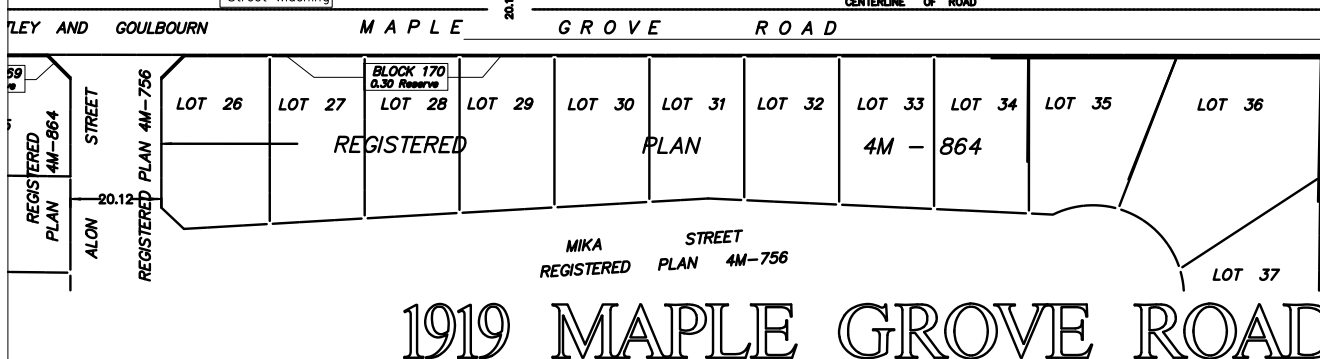 CENTERLINE OF ROAD
AND GOULBOURN MAPLE GROVE ROAD
BLOCK 170
0.30 Reserve
LOT 26 LOT 27 LOT 28 LOT 29 LOT 30 LOT 31 LOT 32 LOT 33 LOT 34 LOT 35 LOT 36
REGISTERED PLAN 4M - 864
REGISTERED
PLAN 4M-864
ALON STREET
REGISTERED PLAN 4M-756
20.12
MIKA STREET
REGISTERED PLAN 4M-756
LOT 37
1919 MAPLE GROVE ROAD